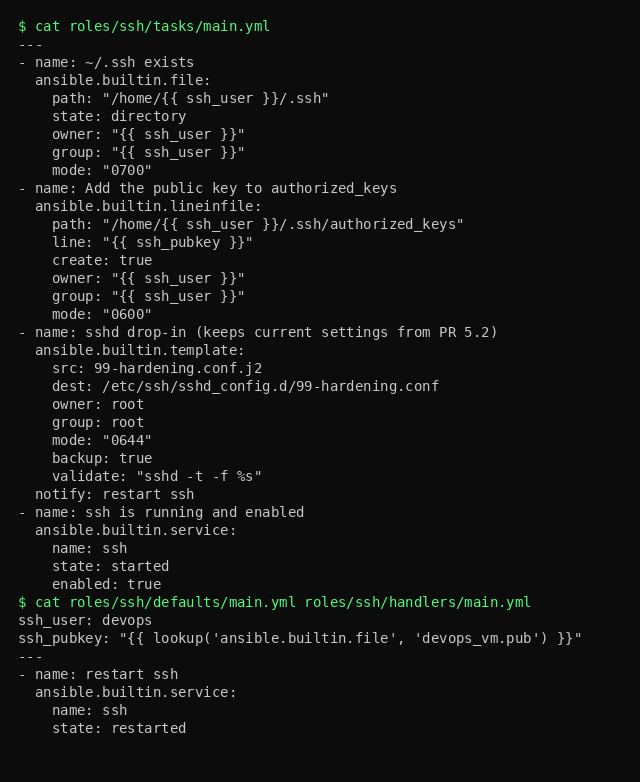 $ cat roles/ssh/tasks/main.yml
---
- name: ~/.ssh exists
  ansible.builtin.file:
    path: "/home/{{ ssh_user }}/.ssh"
    state: directory
    owner: "{{ ssh_user }}"
    group: "{{ ssh_user }}"
    mode: "0700"
- name: Add the public key to authorized_keys
  ansible.builtin.lineinfile:
    path: "/home/{{ ssh_user }}/.ssh/authorized_keys"
    line: "{{ ssh_pubkey }}"
    create: true
    owner: "{{ ssh_user }}"
    group: "{{ ssh_user }}"
    mode: "0600"
- name: sshd drop-in (keeps current settings from PR 5.2)
  ansible.builtin.template:
    src: 99-hardening.conf.j2
    dest: /etc/ssh/sshd_config.d/99-hardening.conf
    owner: root
    group: root
    mode: "0644"
    backup: true
    validate: "sshd -t -f %s"
  notify: restart ssh
- name: ssh is running and enabled
  ansible.builtin.service:
    name: ssh
    state: started
    enabled: true
$ cat roles/ssh/defaults/main.yml roles/ssh/handlers/main.yml
ssh_user: devops
ssh_pubkey: "{{ lookup('ansible.builtin.file', 'devops_vm.pub') }}"
---
- name: restart ssh
  ansible.builtin.service:
    name: ssh
    state: restarted